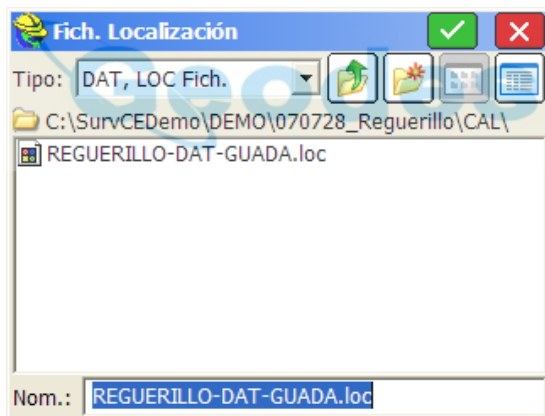 Fich. Localización
Tipo: DAT, LOC Fich.
C:\SurvCEDemo\DEMO\070728_Reguerillo\CAL\
REGUERILLO-DAT-GUADA.loc
Nom.: REGUERILLO-DAT-GUADA.loc